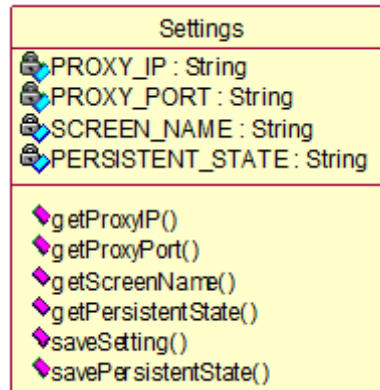 Settings
PROXY_IP : String
PROXY_PORT : String
SCREEN_NAME : String
PERSISTENT_STATE : String
getProxyIP()
getProxyPort()
getScreenName()
getPersistentState()
saveSetting()
savePersistentState()